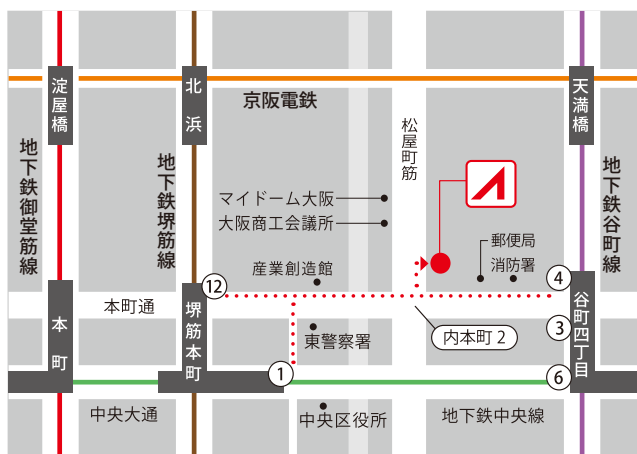 淀屋橋
北浜
京阪電鉄
天満橋
地下鉄御堂筋線
地下鉄堺筋線
松屋町筋
地下鉄谷町線
マイドーム大阪
大阪商工会議所
郵便局
消防署
産業創造館
12
4
本町通
本町
堺筋本町
東警察署
内本町2
3
谷町四丁目
1
6
中央大通
中央区役所
地下鉄中央線